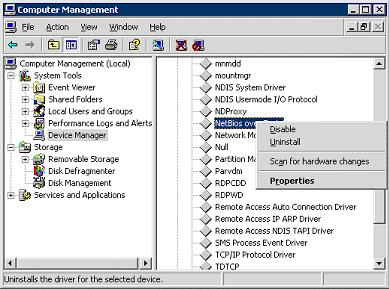 Computer Management
File Action View Window Help
Computer Management (Local)
System Tools
Event Viewer
Shared Folders
Local Users and Groups
Performance Logs and Alerts
Device Manager
Storage
Removable Storage
Disk Defragmenter
Disk Management
Services and Applications
mnmdd
mountmgr
NDIS System Driver
NDIS Usermode I/O Protocol
NDProxy
NetBios over
Network Mo
Null
Partition Ma
Parvdm
RDPCDD
RDPWD
Remote Access Auto Connection Driver
Remote Access IP ARP Driver
Remote Access NDIS TAPI Driver
SMS Process Event Driver
TCP/IP Protocol Driver
TDTCP
Disable
Uninstall
Scan for hardware changes
Properties
Uninstalls the driver for the selected device.